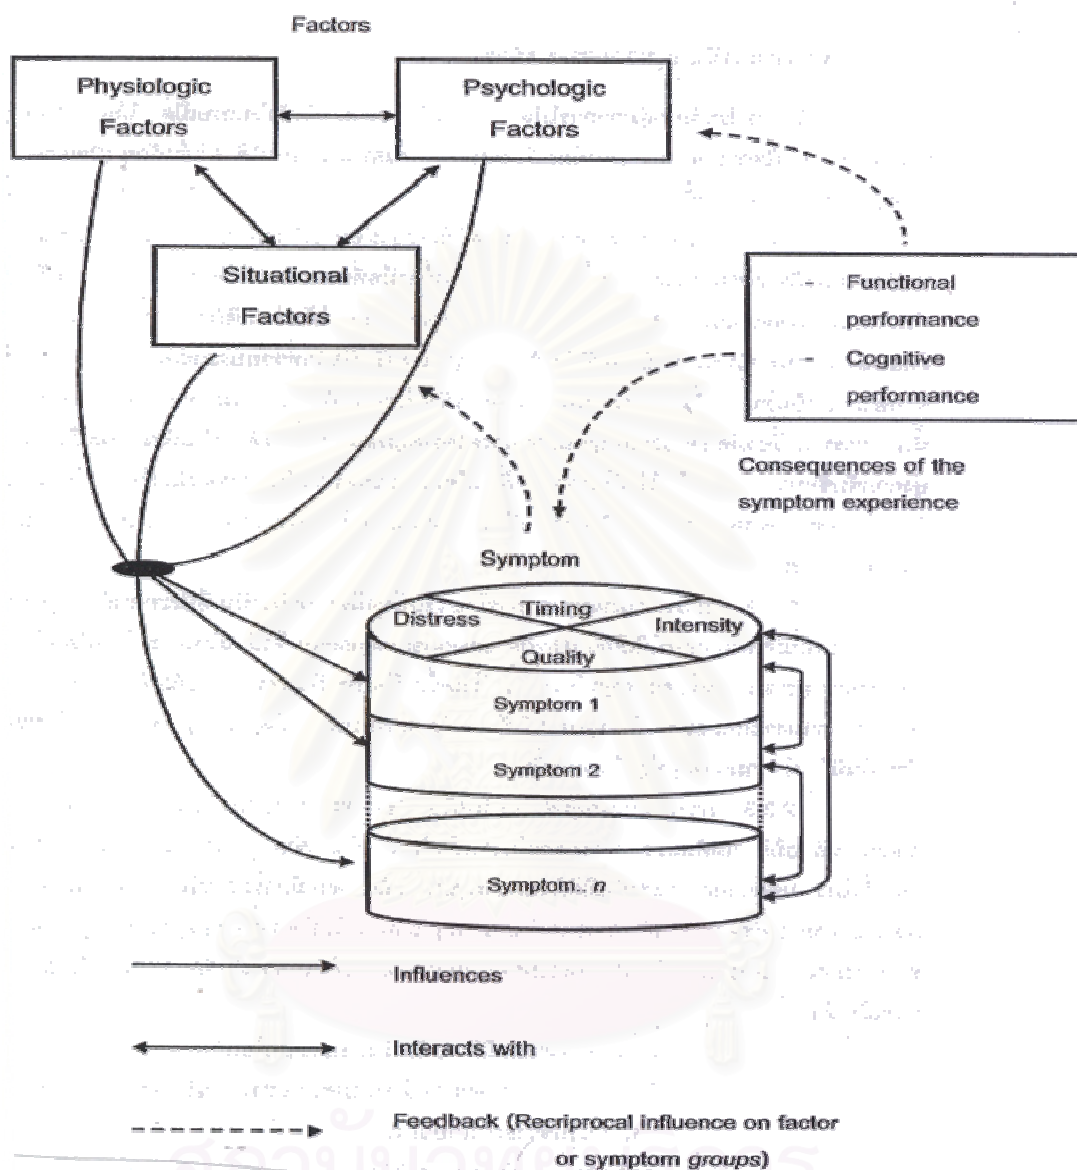 Factors
Physiologic
Factors
Psychologic
Factors
Situational
Factors
- Functional
performance
- Cognitive
performance
Consequences of the
symptom experience
Symptom
Timing
Distress
Intensity
Quality
Symptom 1
Symptom 2
Symptom.. n
Influences
Interacts with
Feedback (Recriprocal influence on factor
or symptom groups)